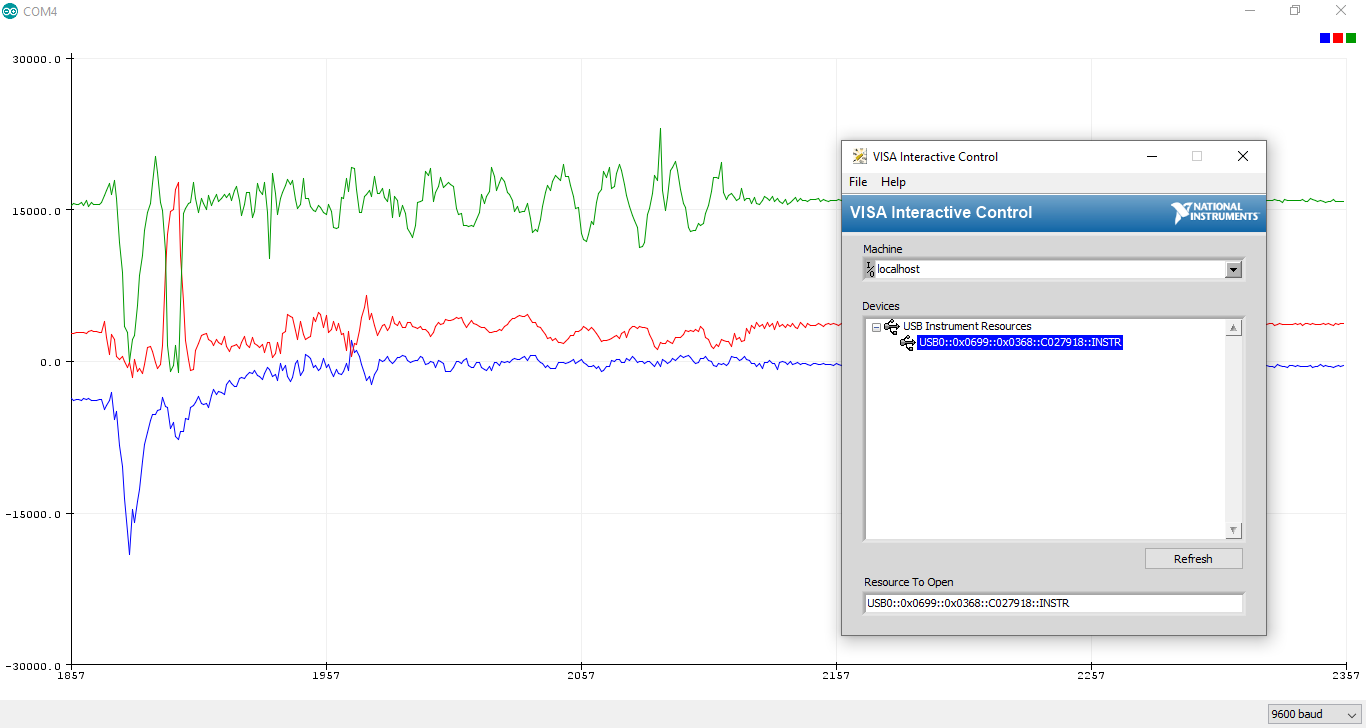 COM4
30000.0
15000.0
0.0
-15000.0
-30000.0
1857
1957
2057
2157
2257
2357
9600 baud
VISA Interactive Control
File Help
VISA Interactive Control
NATIONAL
INSTRUMENTS
Machine
localhost
Devices
USB Instrument Resources
USB0::0x0699::0x0368::C027918::INSTR
Refresh
Resource To Open
USB0::0x0699::0x0368::C027918::INSTR